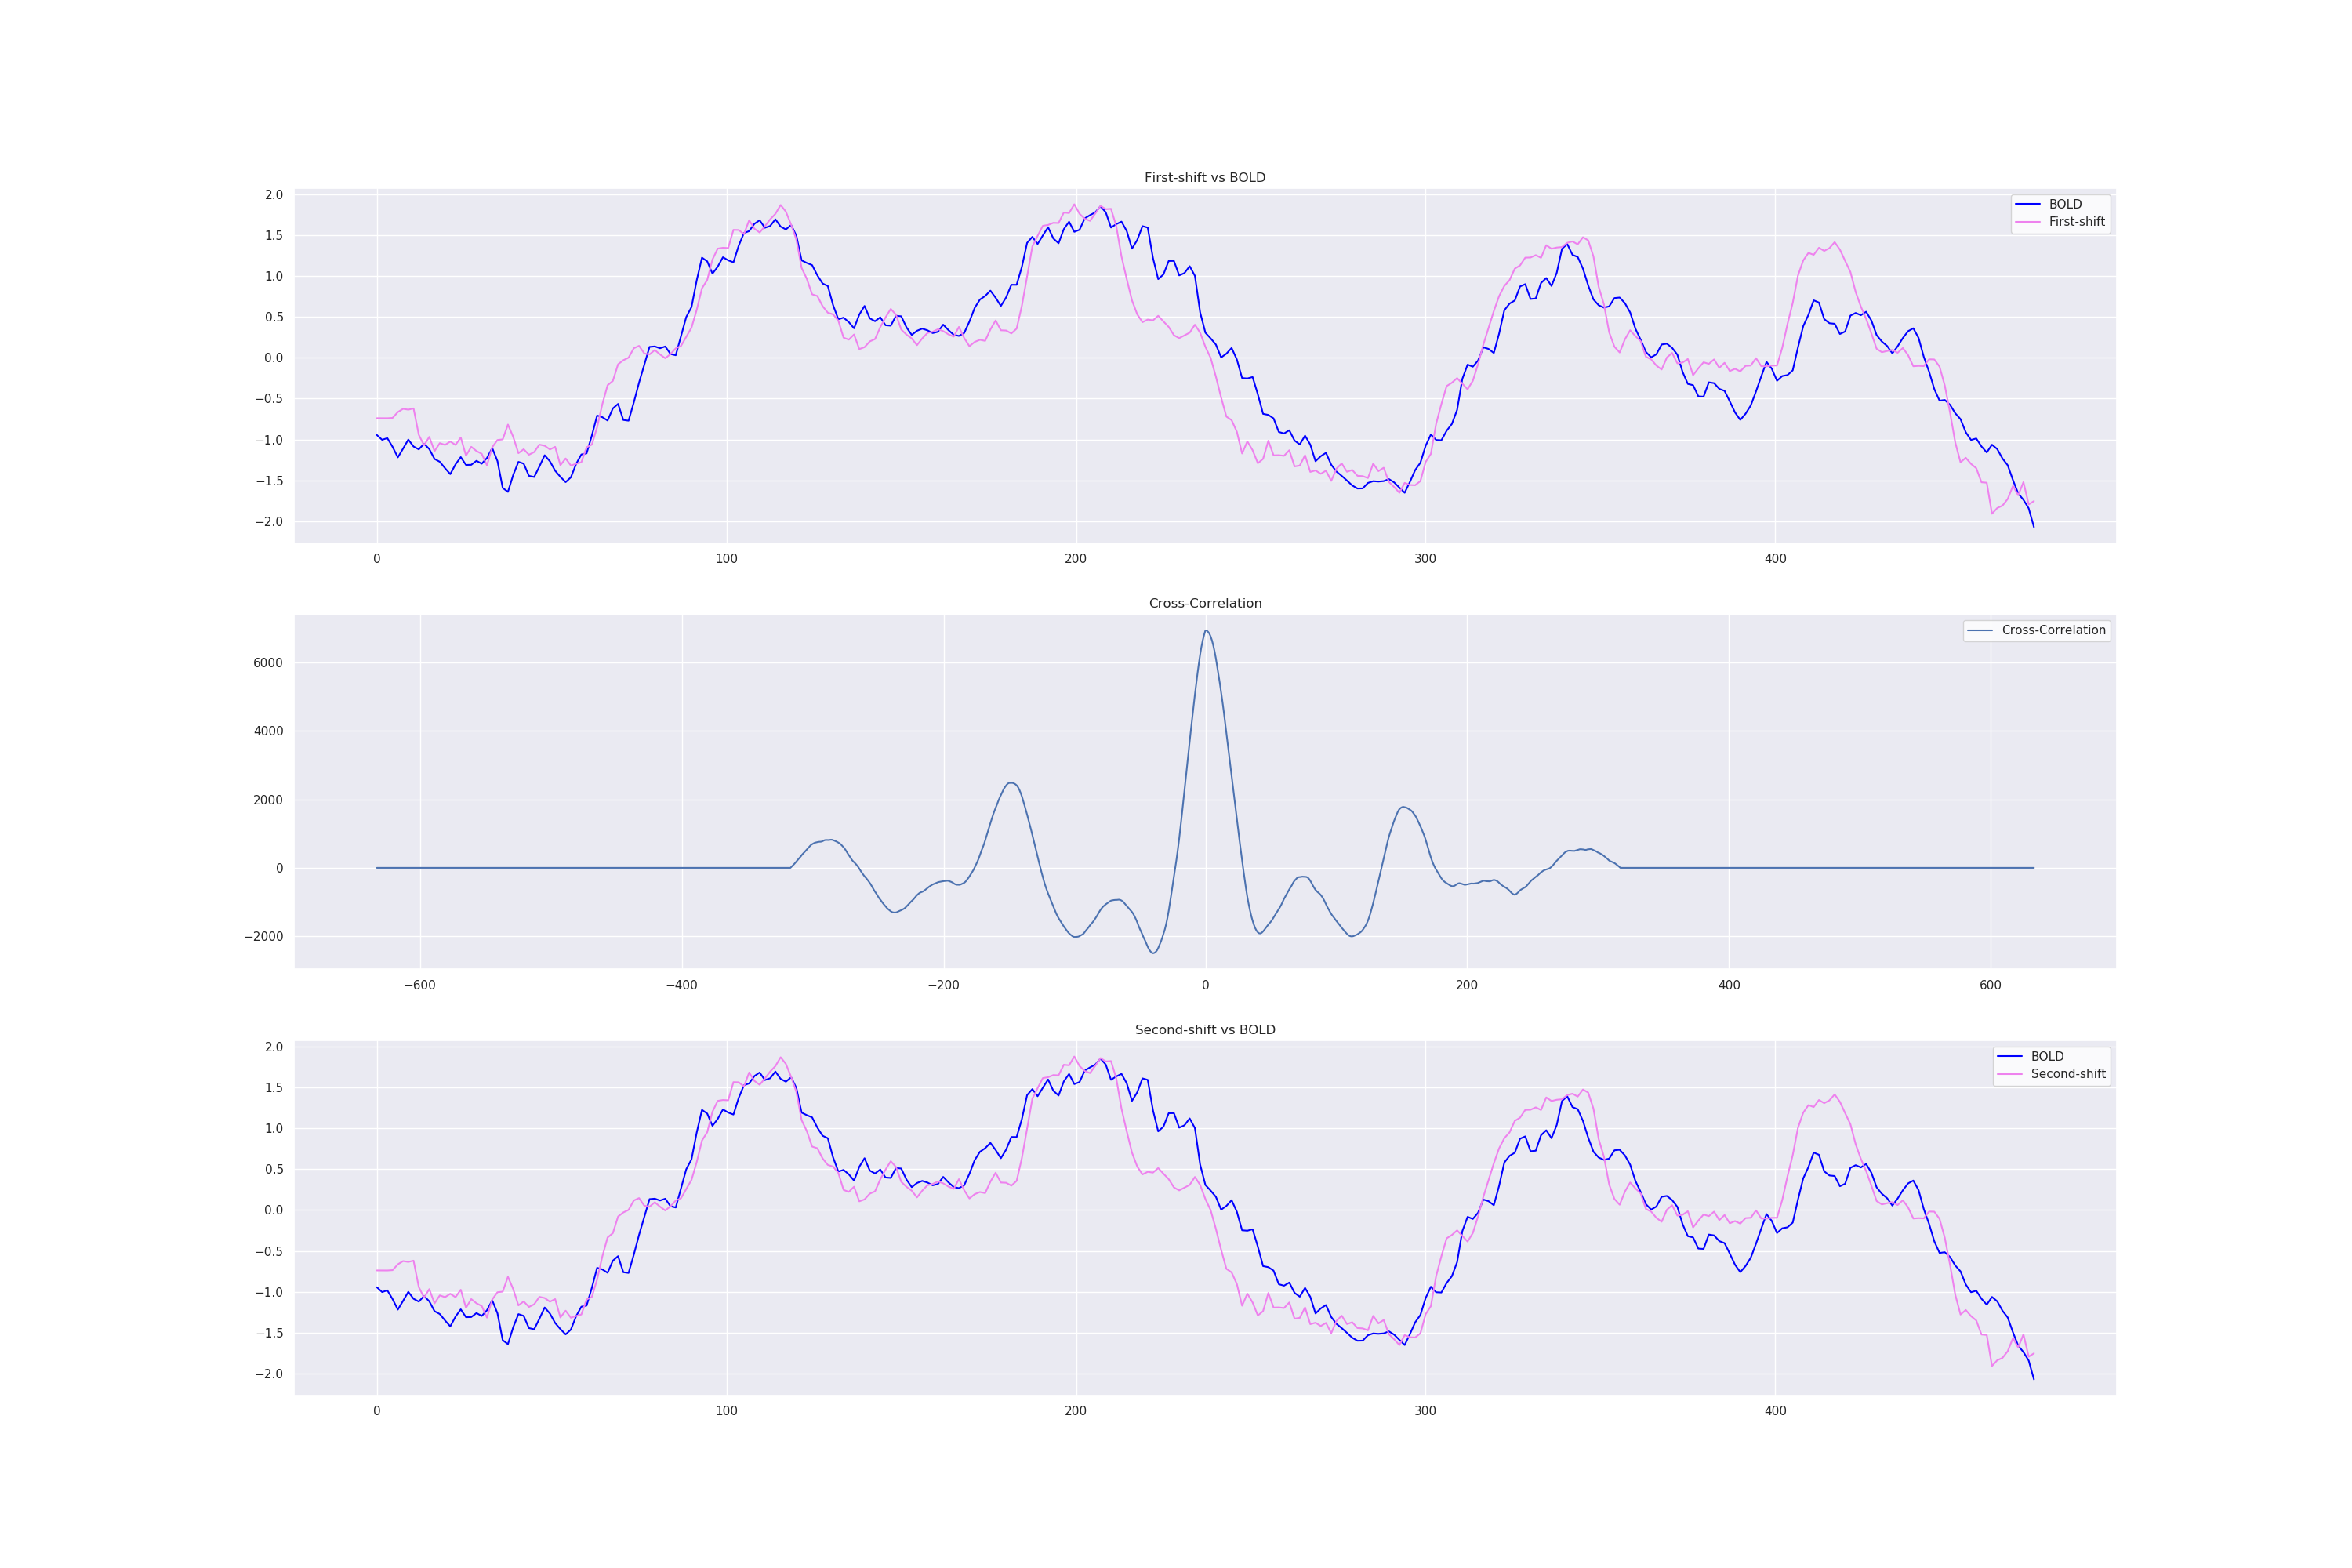 First-shift vs BOLD
2.0
1.5
1.0
0.5
0.0
−0.5
−1.0
−1.5
−2.0
BOLD
First-shift
0 100 200 300 400
Cross-Correlation
6000
4000
2000
0
−2000
Cross-Correlation
−600 −400 −200 0 200 400 600
Second-shift vs BOLD
2.0
1.5
1.0
0.5
0.0
−0.5
−1.0
−1.5
−2.0
BOLD
Second-shift
0 100 200 300 400